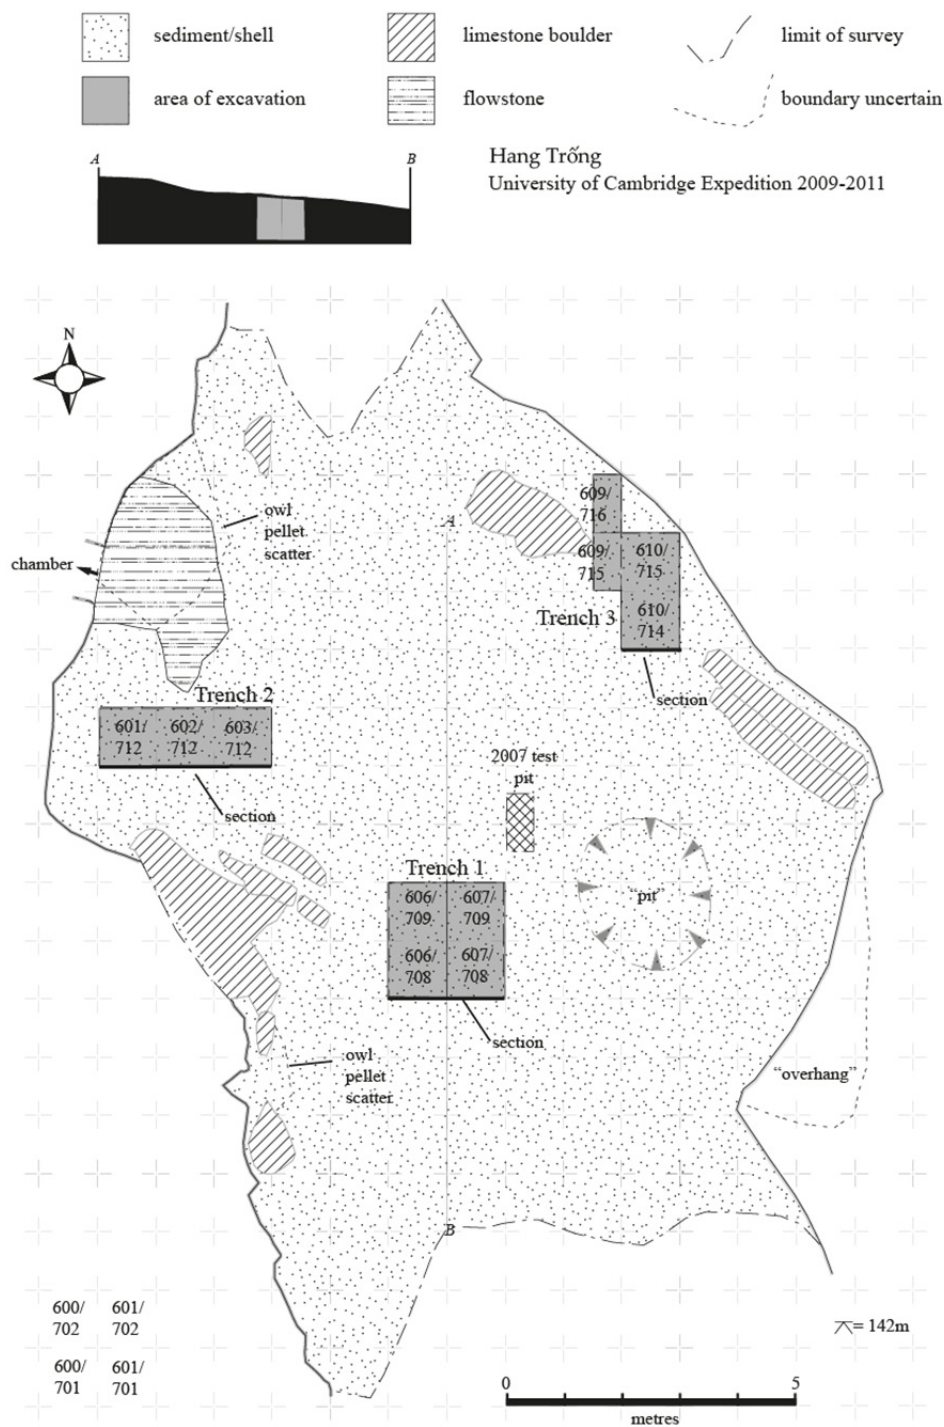 sediment/shell
limestone boulder
limit of survey
area of excavation
flowstone
boundary uncertain
A
B
Hang Trống
University of Cambridge Expedition 2009-2011
N
609/
716
A
owl
pellet
scatter
chamber
609/
715
610/
715
Trench 3
610/
714
section
Trench 2
601/
712
602/
712
603/
712
section
2007 test
pit
Trench 1
606/
709
607/
709
"pit"
606/
708
607/
708
section
owl
pellet
scatter
"overhang"
B
600/
702
601/
702
600/
701
601/
701
= 142m
0
5
metres